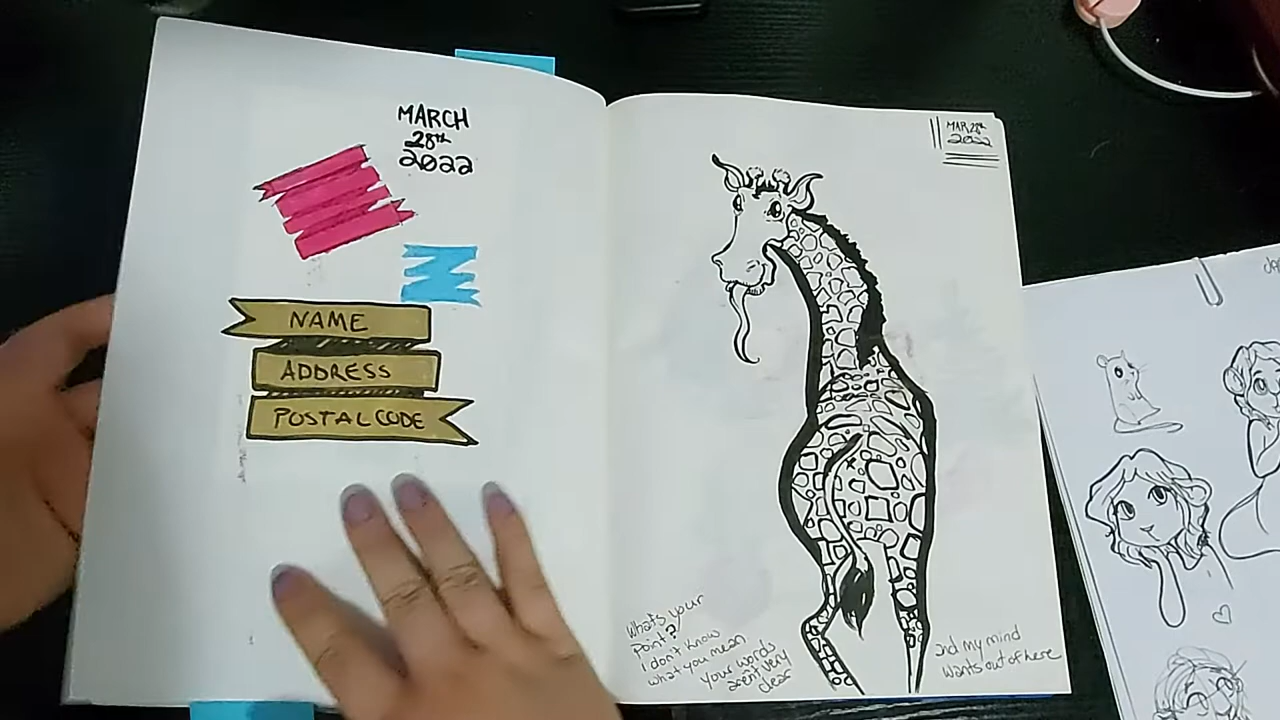 MARCH
28th
2022
NAME
ADDRESS
POSTAL CODE
MAR 28th
2022
What's your
point?
I don't know
what you mean
Your words
aren't very
clear
and my mind
wants out of here